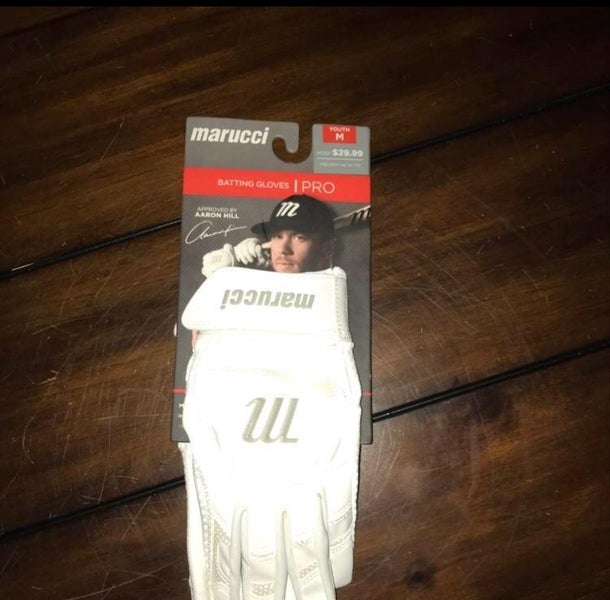 marucci
YOUTH
M
MSRP $29.99
BATTING GLOVES | PRO
APPROVED BY
AARON HILL
marucci